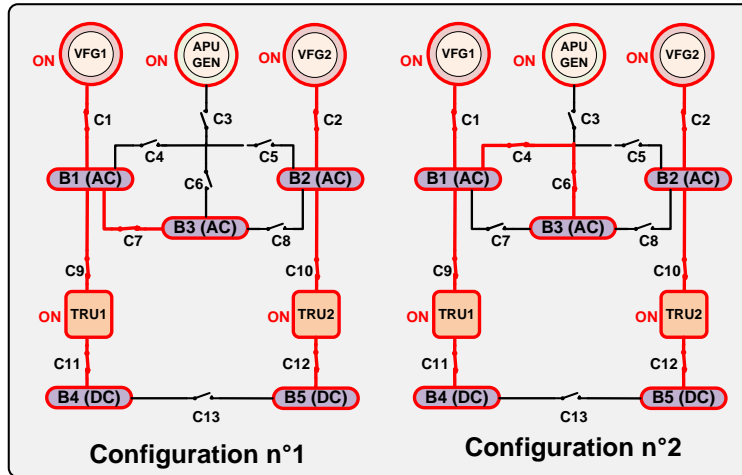 VFG1 APU GEN VFG2 VFG1 APU GEN VFG2
ON ON ON ON ON ON
C1 C3 C2 C1 C3 C2
C4 C5 C4 C5
B1 (AC) C6 B2 (AC) B1 (AC) C6 B2 (AC)
B3 (AC) B3 (AC)
C7 C8 C7 C8
C9 C10 C9 C10
ON TRU1 ON TRU2 ON TRU1 ON TRU2
C11 C12 C11 C12
B4 (DC) B5 (DC) B4 (DC) B5 (DC)
C13 C13
Configuration n°1 Configuration n°2